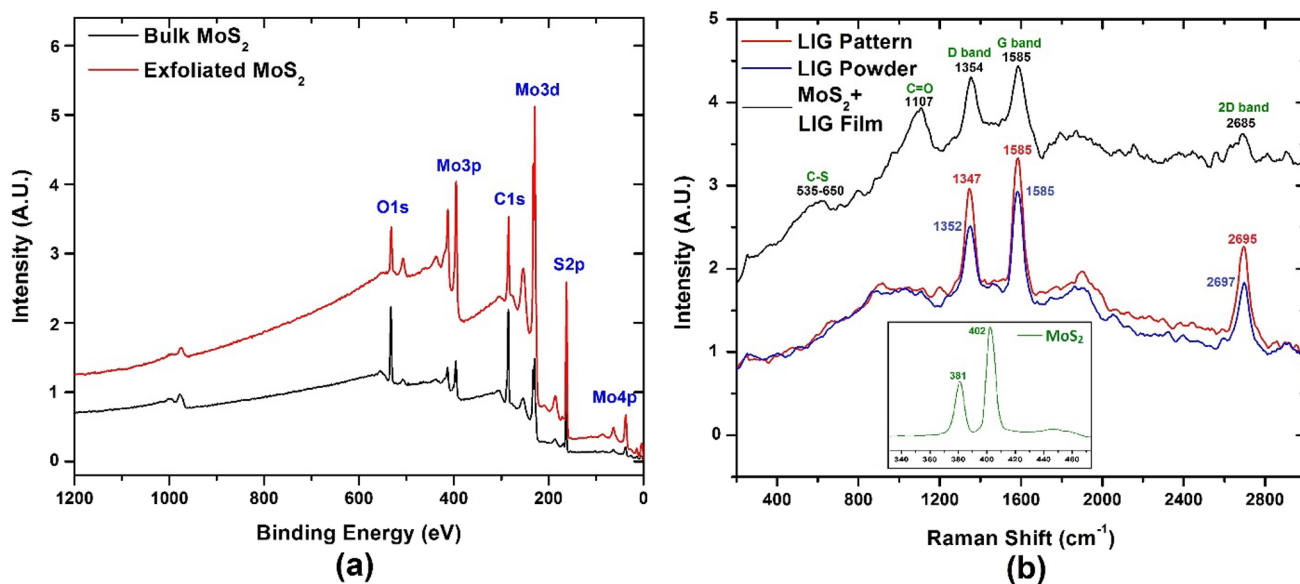 Bulk MoS₂
Exfoliated MoS₂
Mo3d
Mo3p
C1s
O1s
S2p
Mo4p
Intensity (A.U.)
6
5
4
3
2
1
0
1200 1000 800 600 400 200 0
Binding Energy (eV)
(a)
LIG Pattern
LIG Powder
MoS₂+
LIG Film
G band
1585
D band
1354
C=O
1107
2D band
2685
C-S
535-650
1585
1347
1585
1352
2695
2697
MoS₂
402
381
340 360 380 400 420 440 460
Intensity (A.U.)
5
4
3
2
1
0
400 800 1200 1600 2000 2400 2800
Raman Shift (cm⁻¹)
(b)